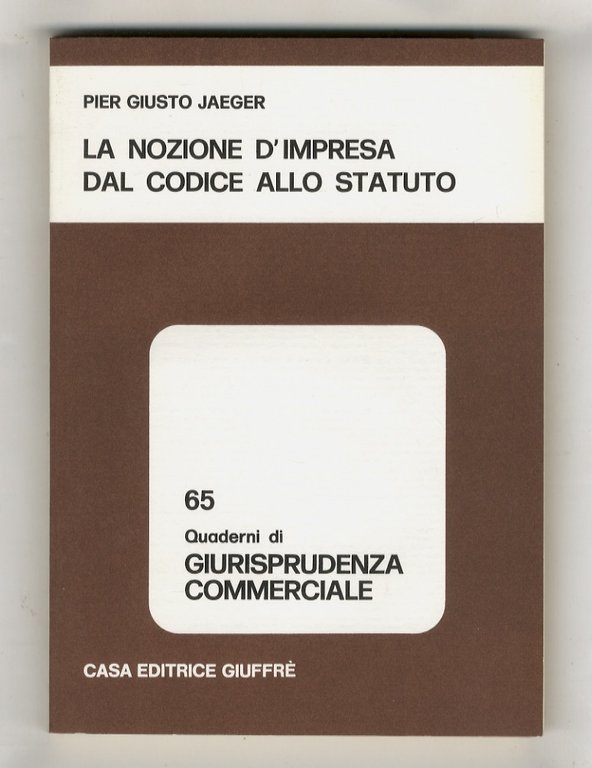 PIER GIUSTO JAEGER
LA NOZIONE D'IMPRESA
DAL CODICE ALLO STATUTO
65
Quaderni di
GIURISPRUDENZA
COMMERCIALE
CASA EDITRICE GIUFFRÈ